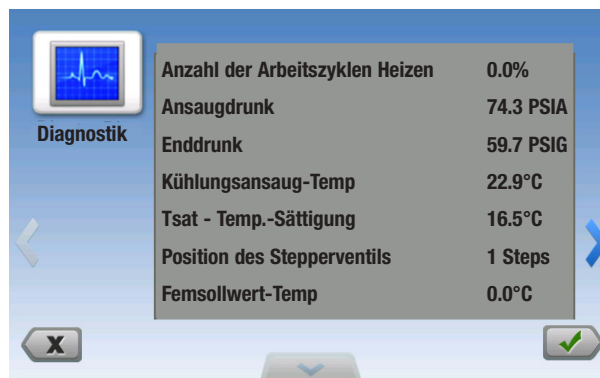 Diagnostik
Anzahl der Arbeitszyklen Heizen 0.0%
Ansaugdrunk 74.3 PSIA
Enddrunk 59.7 PSIG
Kühlungsansaug-Temp 22.9°C
Tsat - Temp.-Sättigung 16.5°C
Position des Stepperventils 1 Steps
Femsollwert-Temp 0.0°C
X